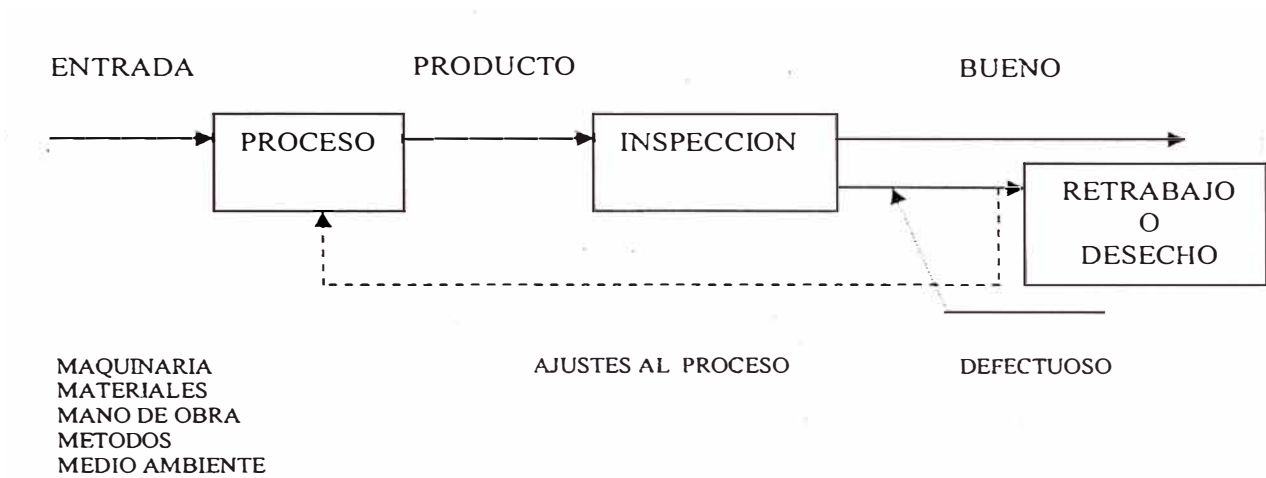 ENTRADA
PRODUCTO
BUENO
PROCESO
INSPECCION
RETRABAJO
O
DESECHO
MAQUINARIA
MATERIALES
MANO DE OBRA
METODOS
MEDIO AMBIENTE
AJUSTES AL PROCESO
DEFECTUOSO